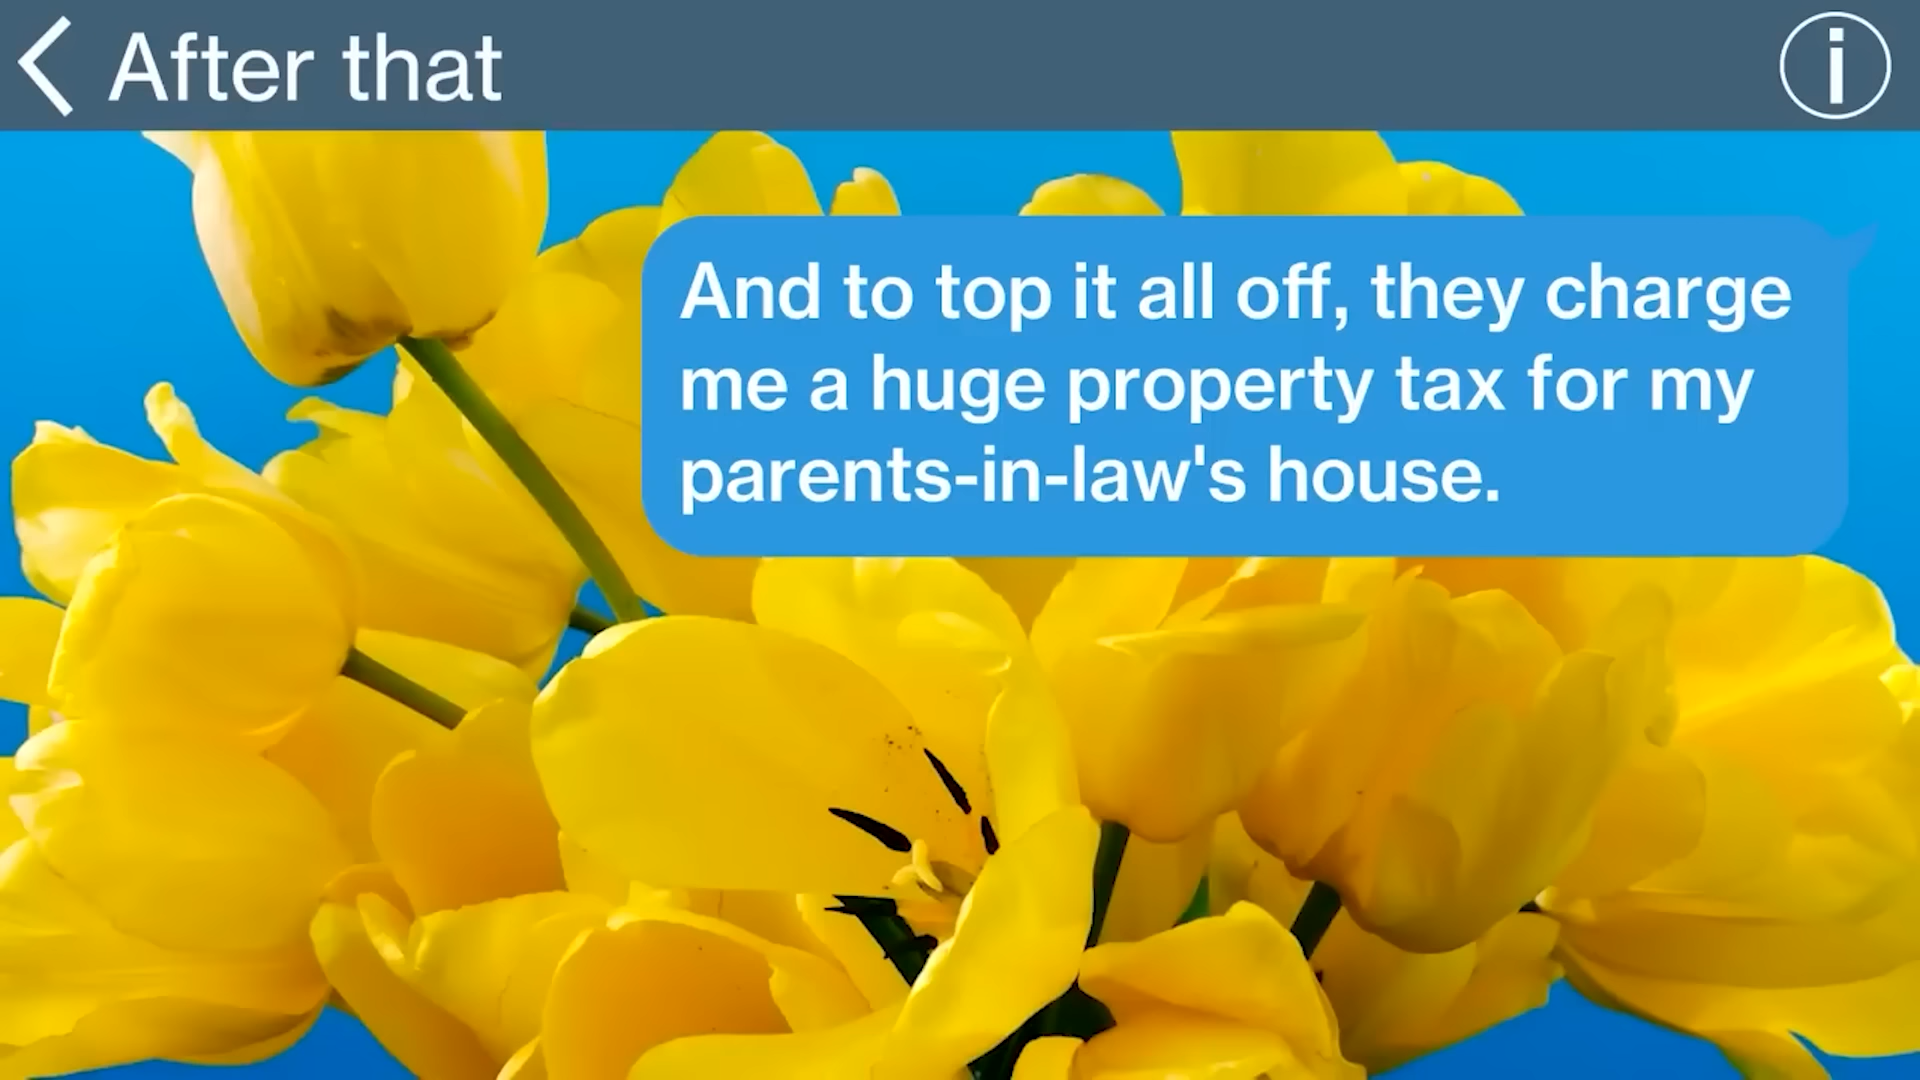 After that
And to top it all off, they charge
me a huge property tax for my
parents-in-law's house.